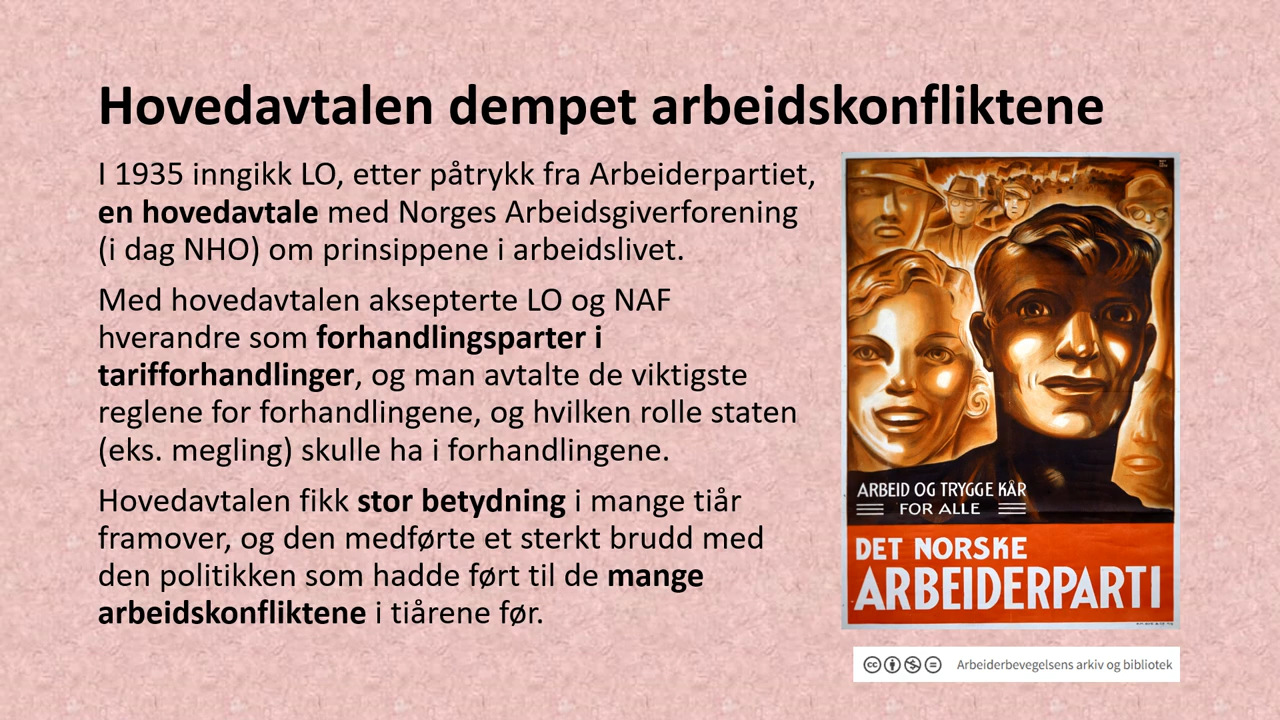 Hovedavtalen dempet arbeidskonfliktene
I 1935 inngikk LO, etter påtrykk fra Arbeiderpartiet,
en hovedavtale med Norges Arbeidsgiverforening
(i dag NHO) om prinsippene i arbeidslivet.
Med hovedavtalen aksepterte LO og NAF
hverandre som forhandlingsparter i
tarifforhandlinger, og man avtalte de viktigste
reglene for forhandlingene, og hvilken rolle staten
(eks. megling) skulle ha i forhandlingene.
Hovedavtalen fikk stor betydning i mange tiår
framover, og den medførte et sterkt brudd med
den politikken som hadde ført til de mange
arbeidskonfliktene i tiårene før.
ARBEID OG TRYGGE KÅR
FOR ALLE
DET NORSKE
ARBEIDERPARTI
cc
Arbeiderbevegelsens arkiv og bibliotek